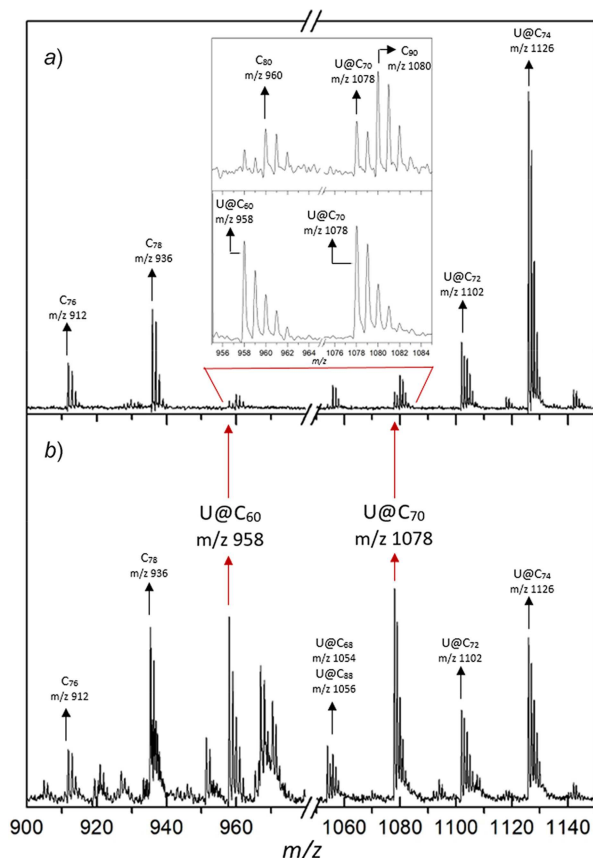 a)
C₈₀
m/z 960
U@C₇₀
m/z 1078
C₉₀
m/z 1080
U@C₇₄
m/z 1126
U@C₆₀
m/z 958
U@C₇₀
m/z 1078
C₇₈
m/z 936
C₇₆
m/z 912
U@C₇₂
m/z 1102
956 958 960 962 964 1076 1078 1080 1082 1084
m/z
b)
U@C₆₀
m/z 958
U@C₇₀
m/z 1078
C₇₈
m/z 936
U@C₇₄
m/z 1126
U@C₆₈
m/z 1054
U@C₈₈
m/z 1056
U@C₇₂
m/z 1102
C₇₆
m/z 912
900 920 940 960 1060 1080 1100 1120 1140
m/z